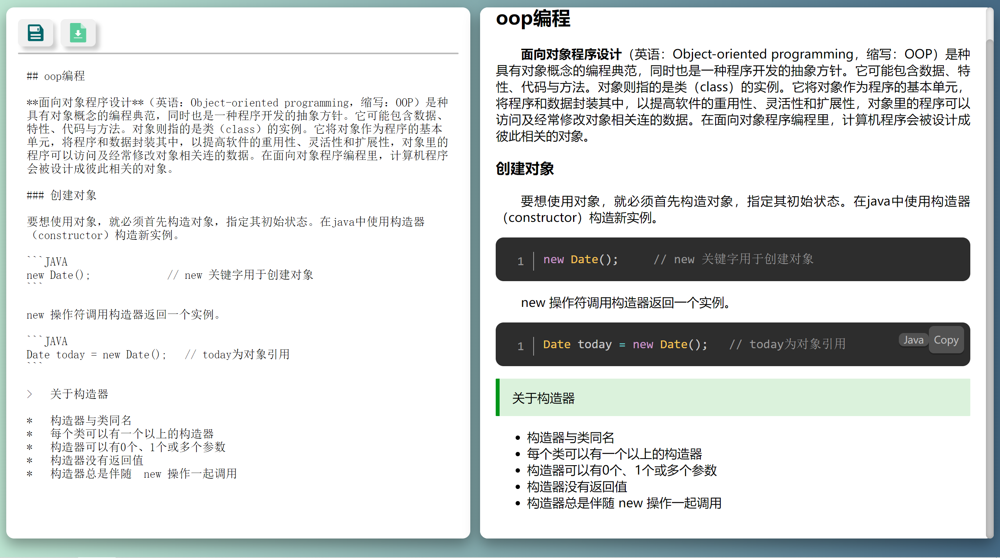 ## oop编程
**面向对象程序设计**（英语：Object-oriented programming，缩写：OOP）是种
具有对象概念的编程典范，同时也是一种程序开发的抽象方针。它可能包含数据、
特性、代码与方法。对象则指的是类（class）的实例。它将对象作为程序的基本
单元，将程序和数据封装其中，以提高软件的重用性、灵活性和扩展性，对象里的
程序可以访问及经常修改对象相关连的数据。在面向对象程序编程里，计算机程序
会被设计成彼此相关的对象。
### 创建对象
要想使用对象，就必须首先构造对象，指定其初始状态。在java中使用构造器
（constructor）构造新实例。
```JAVA
new Date();             // new 关键字用于创建对象
```
new 操作符调用构造器返回一个实例。
```JAVA
Date today = new Date();   // today为对象引用
```
>   关于构造器
*   构造器与类同名
*   每个类可以有一个以上的构造器
*   构造器可以有0个、1个或多个参数
*   构造器没有返回值
*   构造器总是伴随  new 操作一起调用
oop编程
面向对象程序设计（英语：Object-oriented programming，缩写：OOP）是种
具有对象概念的编程典范，同时也是一种程序开发的抽象方针。它可能包含数据、特
性、代码与方法。对象则指的是类（class）的实例。它将对象作为程序的基本单元，
将程序和数据封装其中，以提高软件的重用性、灵活性和扩展性，对象里的程序可以
访问及经常修改对象相关连的数据。在面向对象程序编程里，计算机程序会被设计成
彼此相关的对象。
创建对象
要想使用对象，就必须首先构造对象，指定其初始状态。在java中使用构造器
（constructor）构造新实例。
1 new Date();     // new 关键字用于创建对象
new 操作符调用构造器返回一个实例。
1 Date today = new Date();   // today为对象引用 Java Copy
关于构造器
• 构造器与类同名
• 每个类可以有一个以上的构造器
• 构造器可以有0个、1个或多个参数
• 构造器没有返回值
• 构造器总是伴随 new 操作一起调用